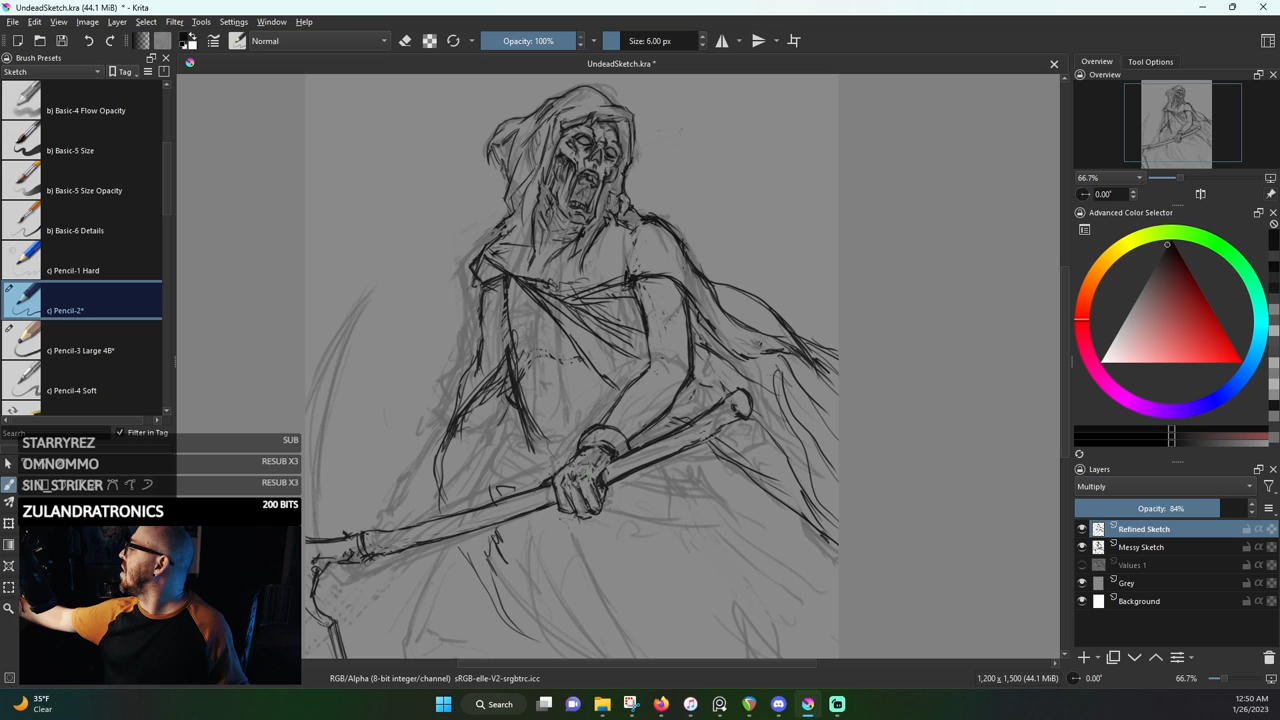 UndeadSketch.kra (44.1 MiB) * - Krita
File Edit View Image Layer Select Filter Tools Settings Window Help
Normal
Opacity: 100%
Size: 6.00 px
Brush Presets
Sketch
Tag
b) Basic-4 Flow Opacity
b) Basic-5 Size
b) Basic-5 Size Opacity
b) Basic-6 Details
c) Pencil-1 Hard
c) Pencil-2*
c) Pencil-3 Large 4B*
c) Pencil-4 Soft
Search
Filter in Tag
STARRYREZ SUB
OMNOMMO RESUB X3
SIN_STRIKER RESUB X3
ZULANDRATRONICS 200 BITS
UndeadSketch.kra *
Overview Tool Options
Overview
66.7%
0.00°
Advanced Color Selector
Layers
Multiply
Opacity: 84%
Refined Sketch
Messy Sketch
Values 1
Grey
Background
RGB/Alpha (8-bit integer/channel) sRGB-elle-V2-srgbtrc.icc
1,200 x 1,500 (44.1 MiB)
0.00°
66.7%
35°F
Clear
Search
12:50 AM
1/26/2023